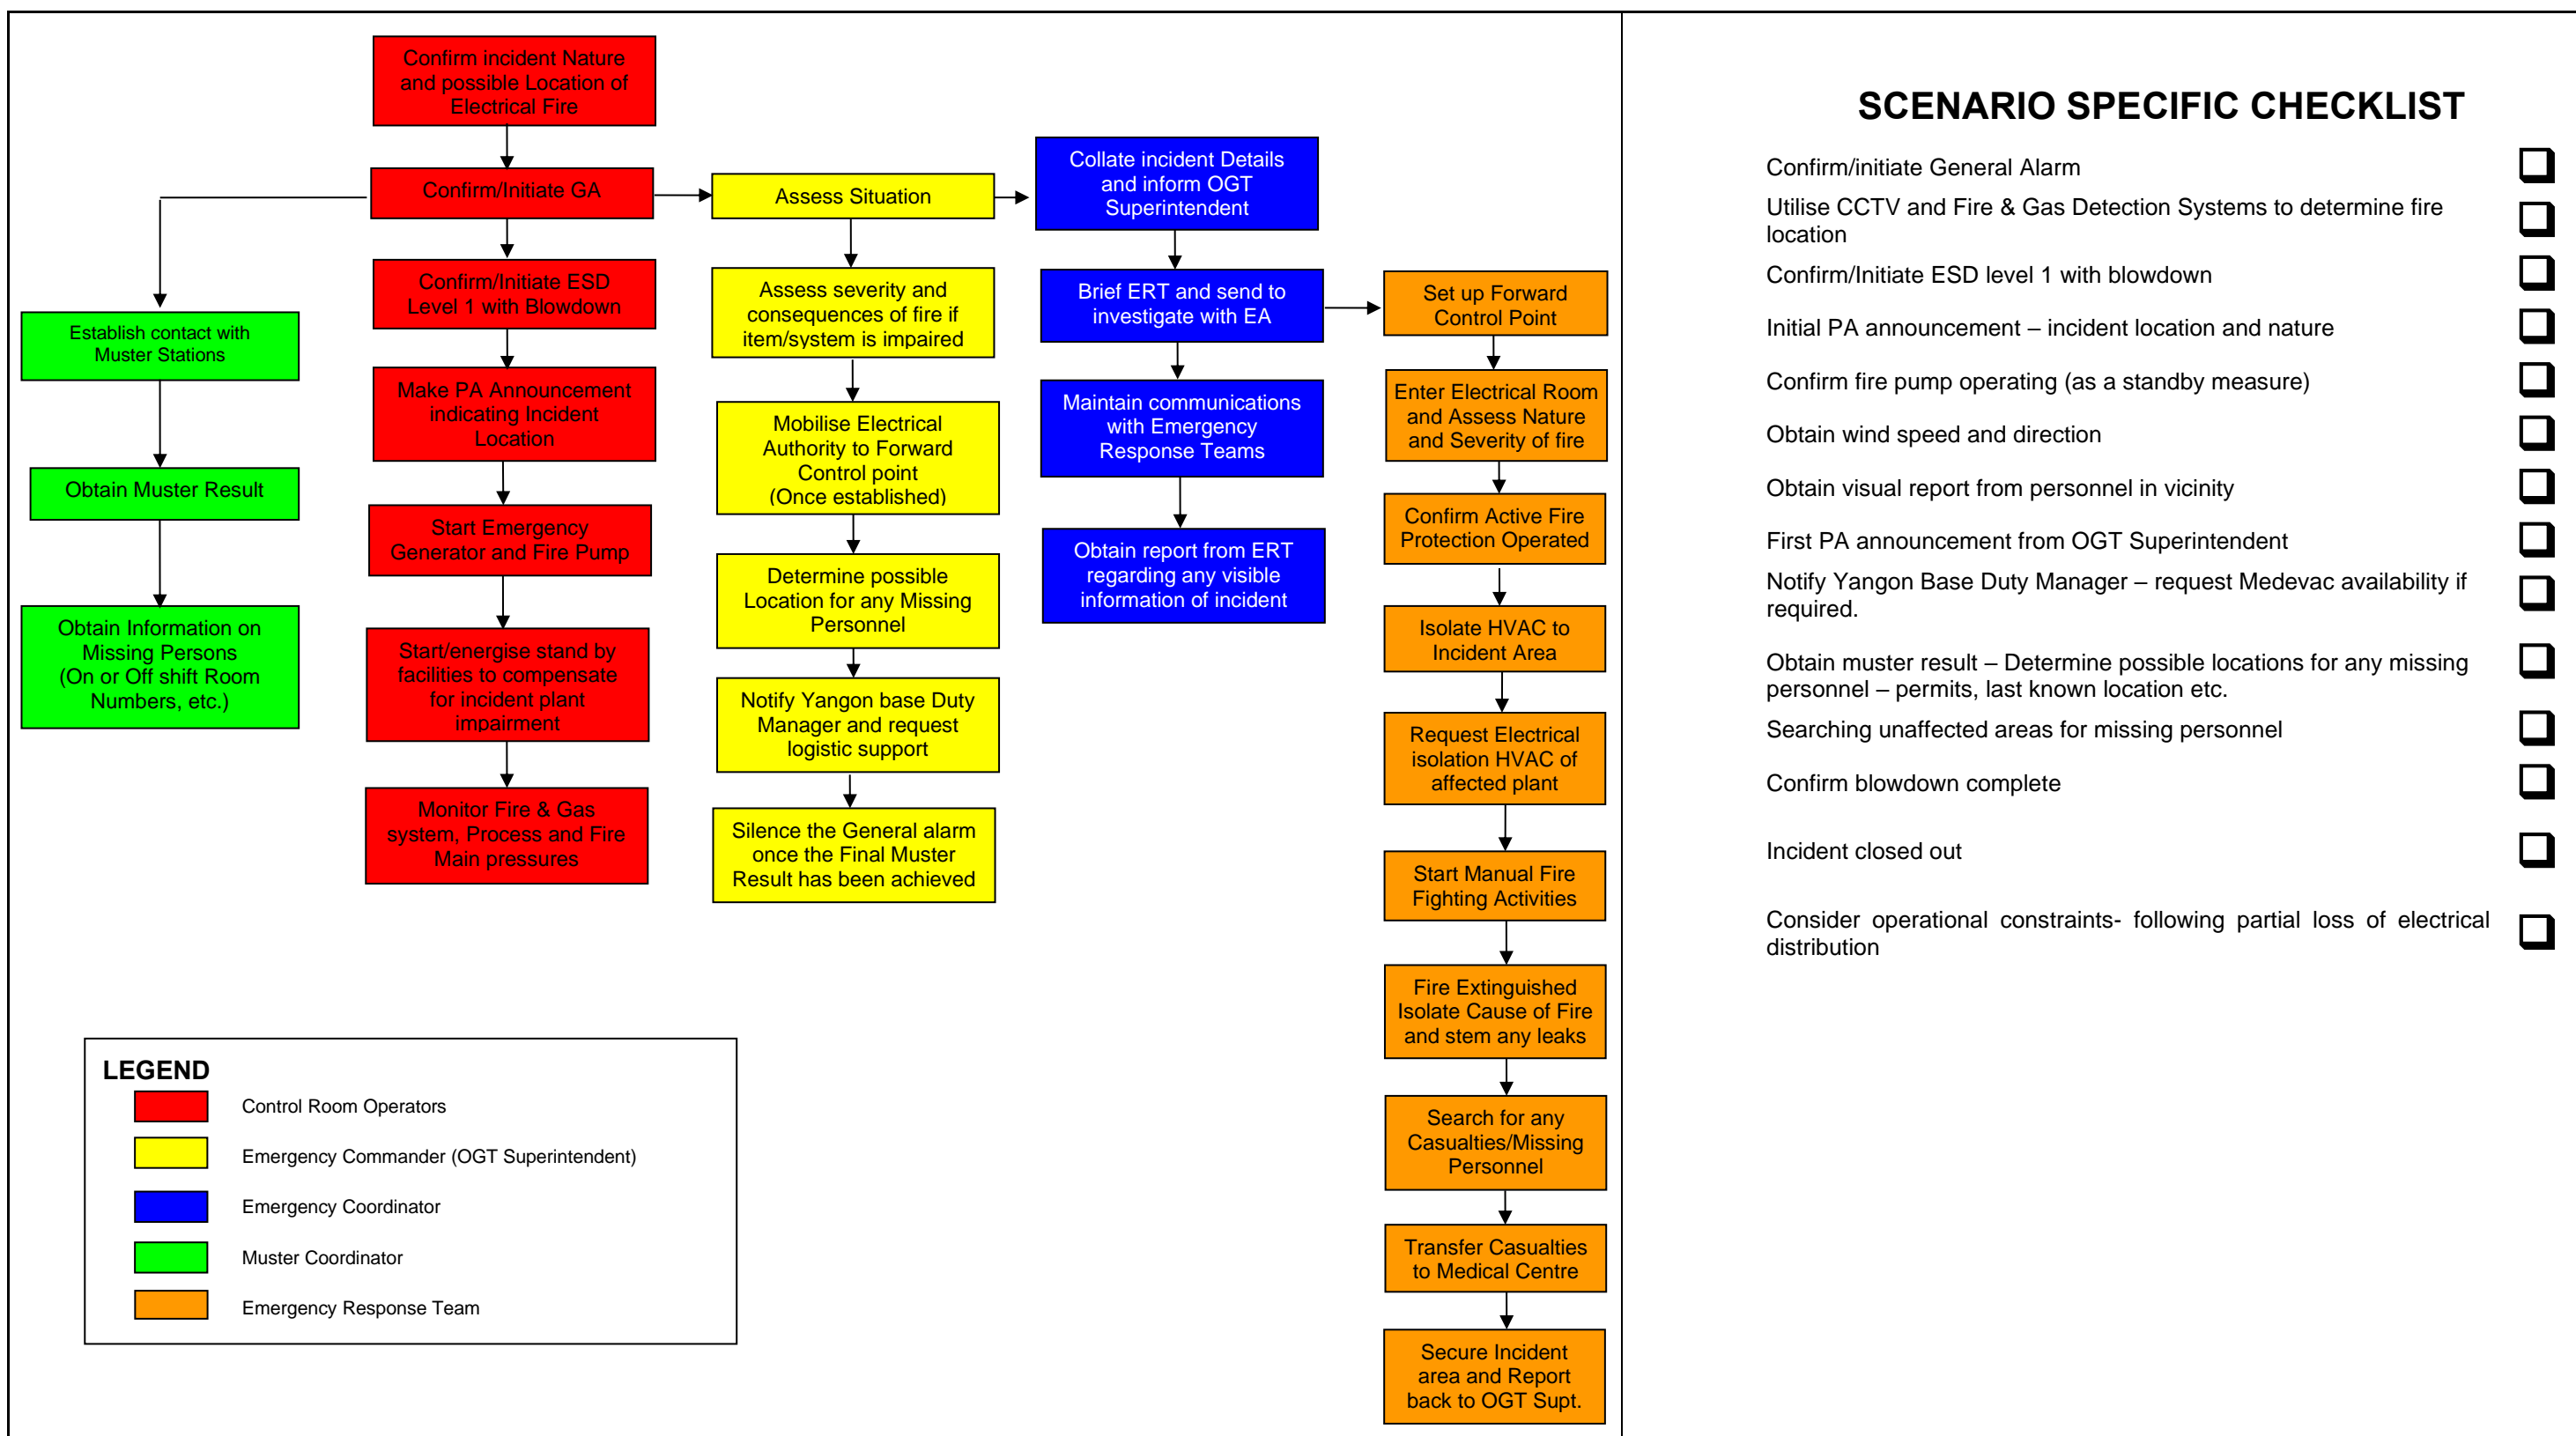 Confirm incident Nature
and possible Location of
Electrical Fire
Confirm/Initiate GA
Confirm/Initiate ESD
Level 1 with Blowdown
Make PA Announcement
indicating Incident
Location
Start Emergency
Generator and Fire Pump
Start/energise stand by
facilities to compensate
for incident plant
impairment
Monitor Fire & Gas
system, Process and Fire
Main pressures
Establish contact with
Muster Stations
Obtain Muster Result
Obtain Information on
Missing Persons
(On or Off shift Room
Numbers, etc.)
Assess Situation
Assess severity and
consequences of fire if
item/system is impaired
Mobilise Electrical
Authority to Forward
Control point
(Once established)
Determine possible
Location for any Missing
Personnel
Notify Yangon base Duty
Manager and request
logistic support
Silence the General alarm
once the Final Muster
Result has been achieved
Collate incident Details
and inform OGT
Superintendent
Brief ERT and send to
investigate with EA
Maintain communications
with Emergency
Response Teams
Obtain report from ERT
regarding any visible
information of incident
Set up Forward
Control Point
Enter Electrical Room
and Assess Nature
and Severity of fire
Confirm Active Fire
Protection Operated
Isolate HVAC to
Incident Area
Request Electrical
isolation HVAC of
affected plant
Start Manual Fire
Fighting Activities
Fire Extinguished
Isolate Cause of Fire
and stem any leaks
Search for any
Casualties/Missing
Personnel
Transfer Casualties
to Medical Centre
Secure Incident
area and Report
back to OGT Supt.
LEGEND
Control Room Operators
Emergency Commander (OGT Superintendent)
Emergency Coordinator
Muster Coordinator
Emergency Response Team
SCENARIO SPECIFIC CHECKLIST
Confirm/initiate General Alarm
Utilise CCTV and Fire & Gas Detection Systems to determine fire
location
Confirm/Initiate ESD level 1 with blowdown
Initial PA announcement – incident location and nature
Confirm fire pump operating (as a standby measure)
Obtain wind speed and direction
Obtain visual report from personnel in vicinity
First PA announcement from OGT Superintendent
Notify Yangon Base Duty Manager – request Medevac availability if
required.
Obtain muster result – Determine possible locations for any missing
personnel – permits, last known location etc.
Searching unaffected areas for missing personnel
Confirm blowdown complete
Incident closed out
Consider operational constraints- following partial loss of electrical
distribution